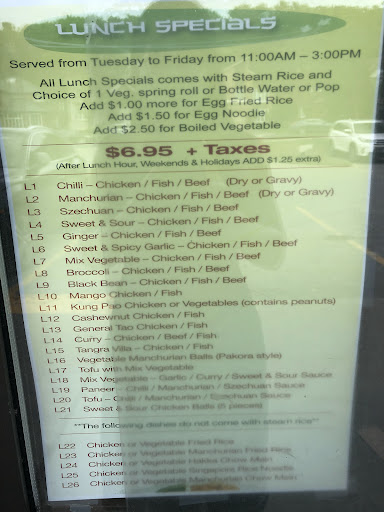 LUNCH SPECIALS
Served from Tuesday to Friday from 11:00AM – 3:00PM
All Lunch Specials comes with Steam Rice and
Choice of 1 Veg. spring roll or Bottle Water or Pop
Add $1.00 more for Egg Fried Rice
Add $1.50 for Egg Noodle
Add $2.50 for Boiled Vegetable
$6.95 + Taxes
(After Lunch Hour, Weekends & Holidays ADD $1.25 extra)
L1 Chilli – Chicken / Fish / Beef (Dry or Gravy)
L2 Manchurian – Chicken / Fish / Beef (Dry or Gravy)
L3 Szechuan – Chicken / Fish / Beef
L4 Sweet & Sour – Chicken / Fish / Beef
L5 Ginger – Chicken / Fish / Beef
L6 Sweet & Spicy Garlic – Chicken / Fish / Beef
L7 Mix Vegetable – Chicken / Fish / Beef
L8 Broccoli – Chicken / Fish / Beef
L9 Black Bean – Chicken / Fish / Beef
L10 Mango Chicken / Fish
L11 Kung Pao Chicken or Vegetables (contains peanuts)
L12 Cashewnut Chicken / Fish
L13 General Tao Chicken / Fish
L14 Curry – Chicken / Beef / Fish
L15 Tangra Villa – Chicken / Fish
L16 Vegetable Manchurian Balls (Pakora style)
L17 Tofu with Mix Vegetable
L18 Mix Vegetable – Garlic / Curry / Sweet & Sour Sauce
L19 Paneer – Chilli / Manchurian / Szechuan Sauce
L20 Tofu – Chilli / Manchurian / Szechuan Sauce
L21 Sweet & Sour Chicken Balls (5 pieces)
**The following dishes do not come with steam rice**
L22 Chicken or Vegetable Fried Rice
L23 Chicken or Vegetable Manchurian Fried Rice
L24 Chicken or Vegetable Hakka Chow Mein
L25 Chicken or Vegetable Singapore Rice Noodle
L26 Chicken or Vegetable Manchurian Chow Mein